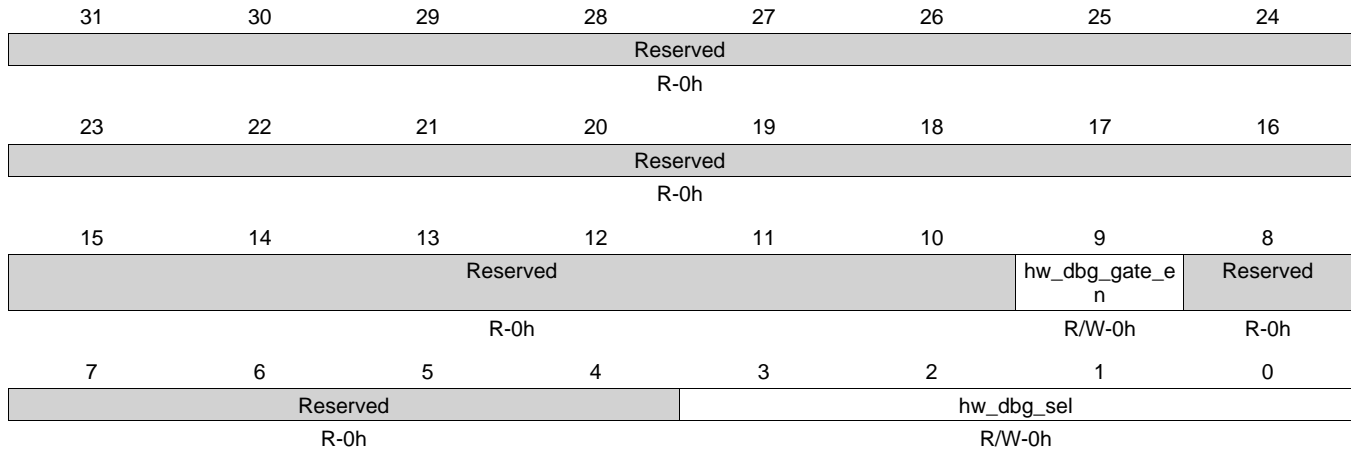 31 30 29 28 27 26 25 24
Reserved
R-0h
23 22 21 20 19 18 17 16
Reserved
R-0h
15 14 13 12 11 10 9 8
Reserved hw_dbg_gate_e Reserved
n
R-0h R/W-0h R-0h
7 6 5 4 3 2 1 0
Reserved hw_dbg_sel
R-0h R/W-0h